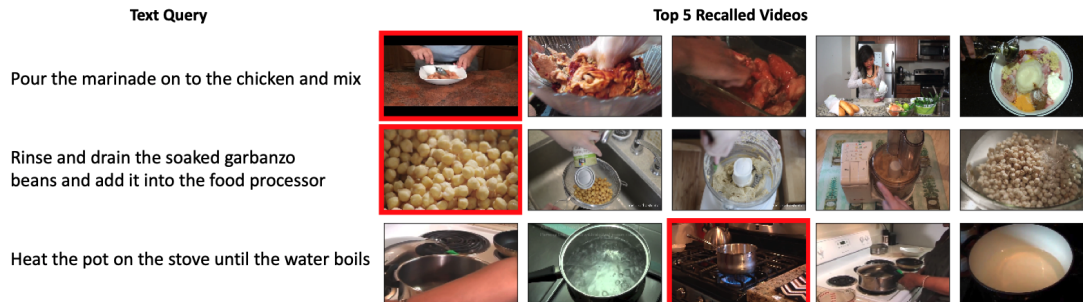 Text Query
Top 5 Recalled Videos
Pour the marinade on to the chicken and mix
Rinse and drain the soaked garbanzo
beans and add it into the food processor
Heat the pot on the stove until the water boils